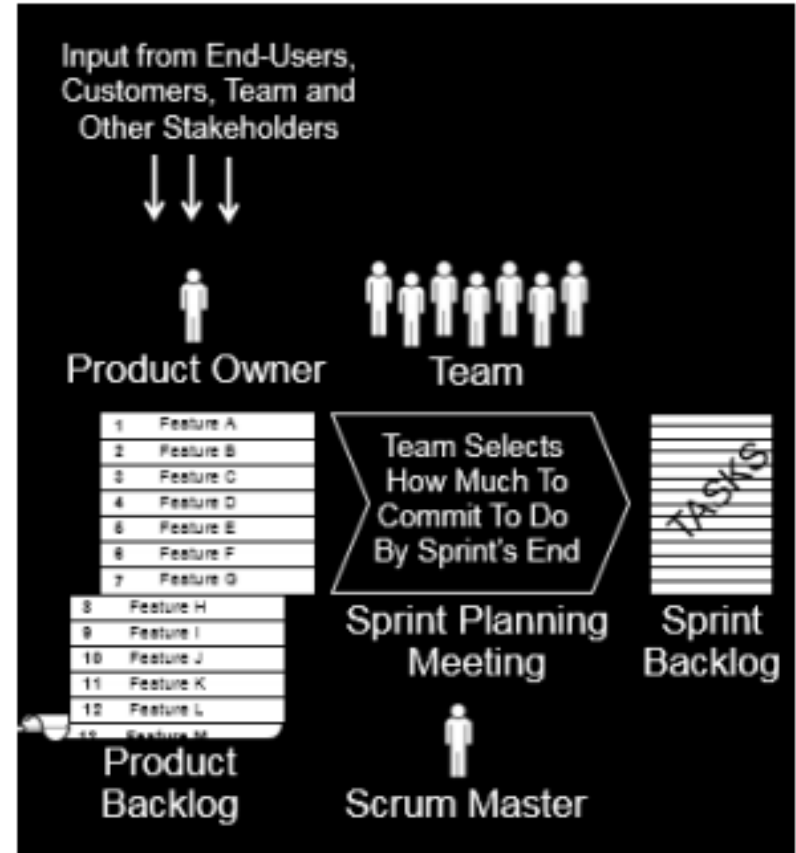 Input from End-Users,
Customers, Team and
Other Stakeholders
Product Owner
Team
1 Feature A
2 Feature B
3 Feature C
4 Feature D
5 Feature E
6 Feature F
7 Feature G
8 Feature H
9 Feature I
10 Feature J
11 Feature K
12 Feature L
13 Feature M
Product
Backlog
Team Selects
How Much To
Commit To Do
By Sprint's End
Sprint Planning
Meeting
Scrum Master
TASKS
Sprint
Backlog